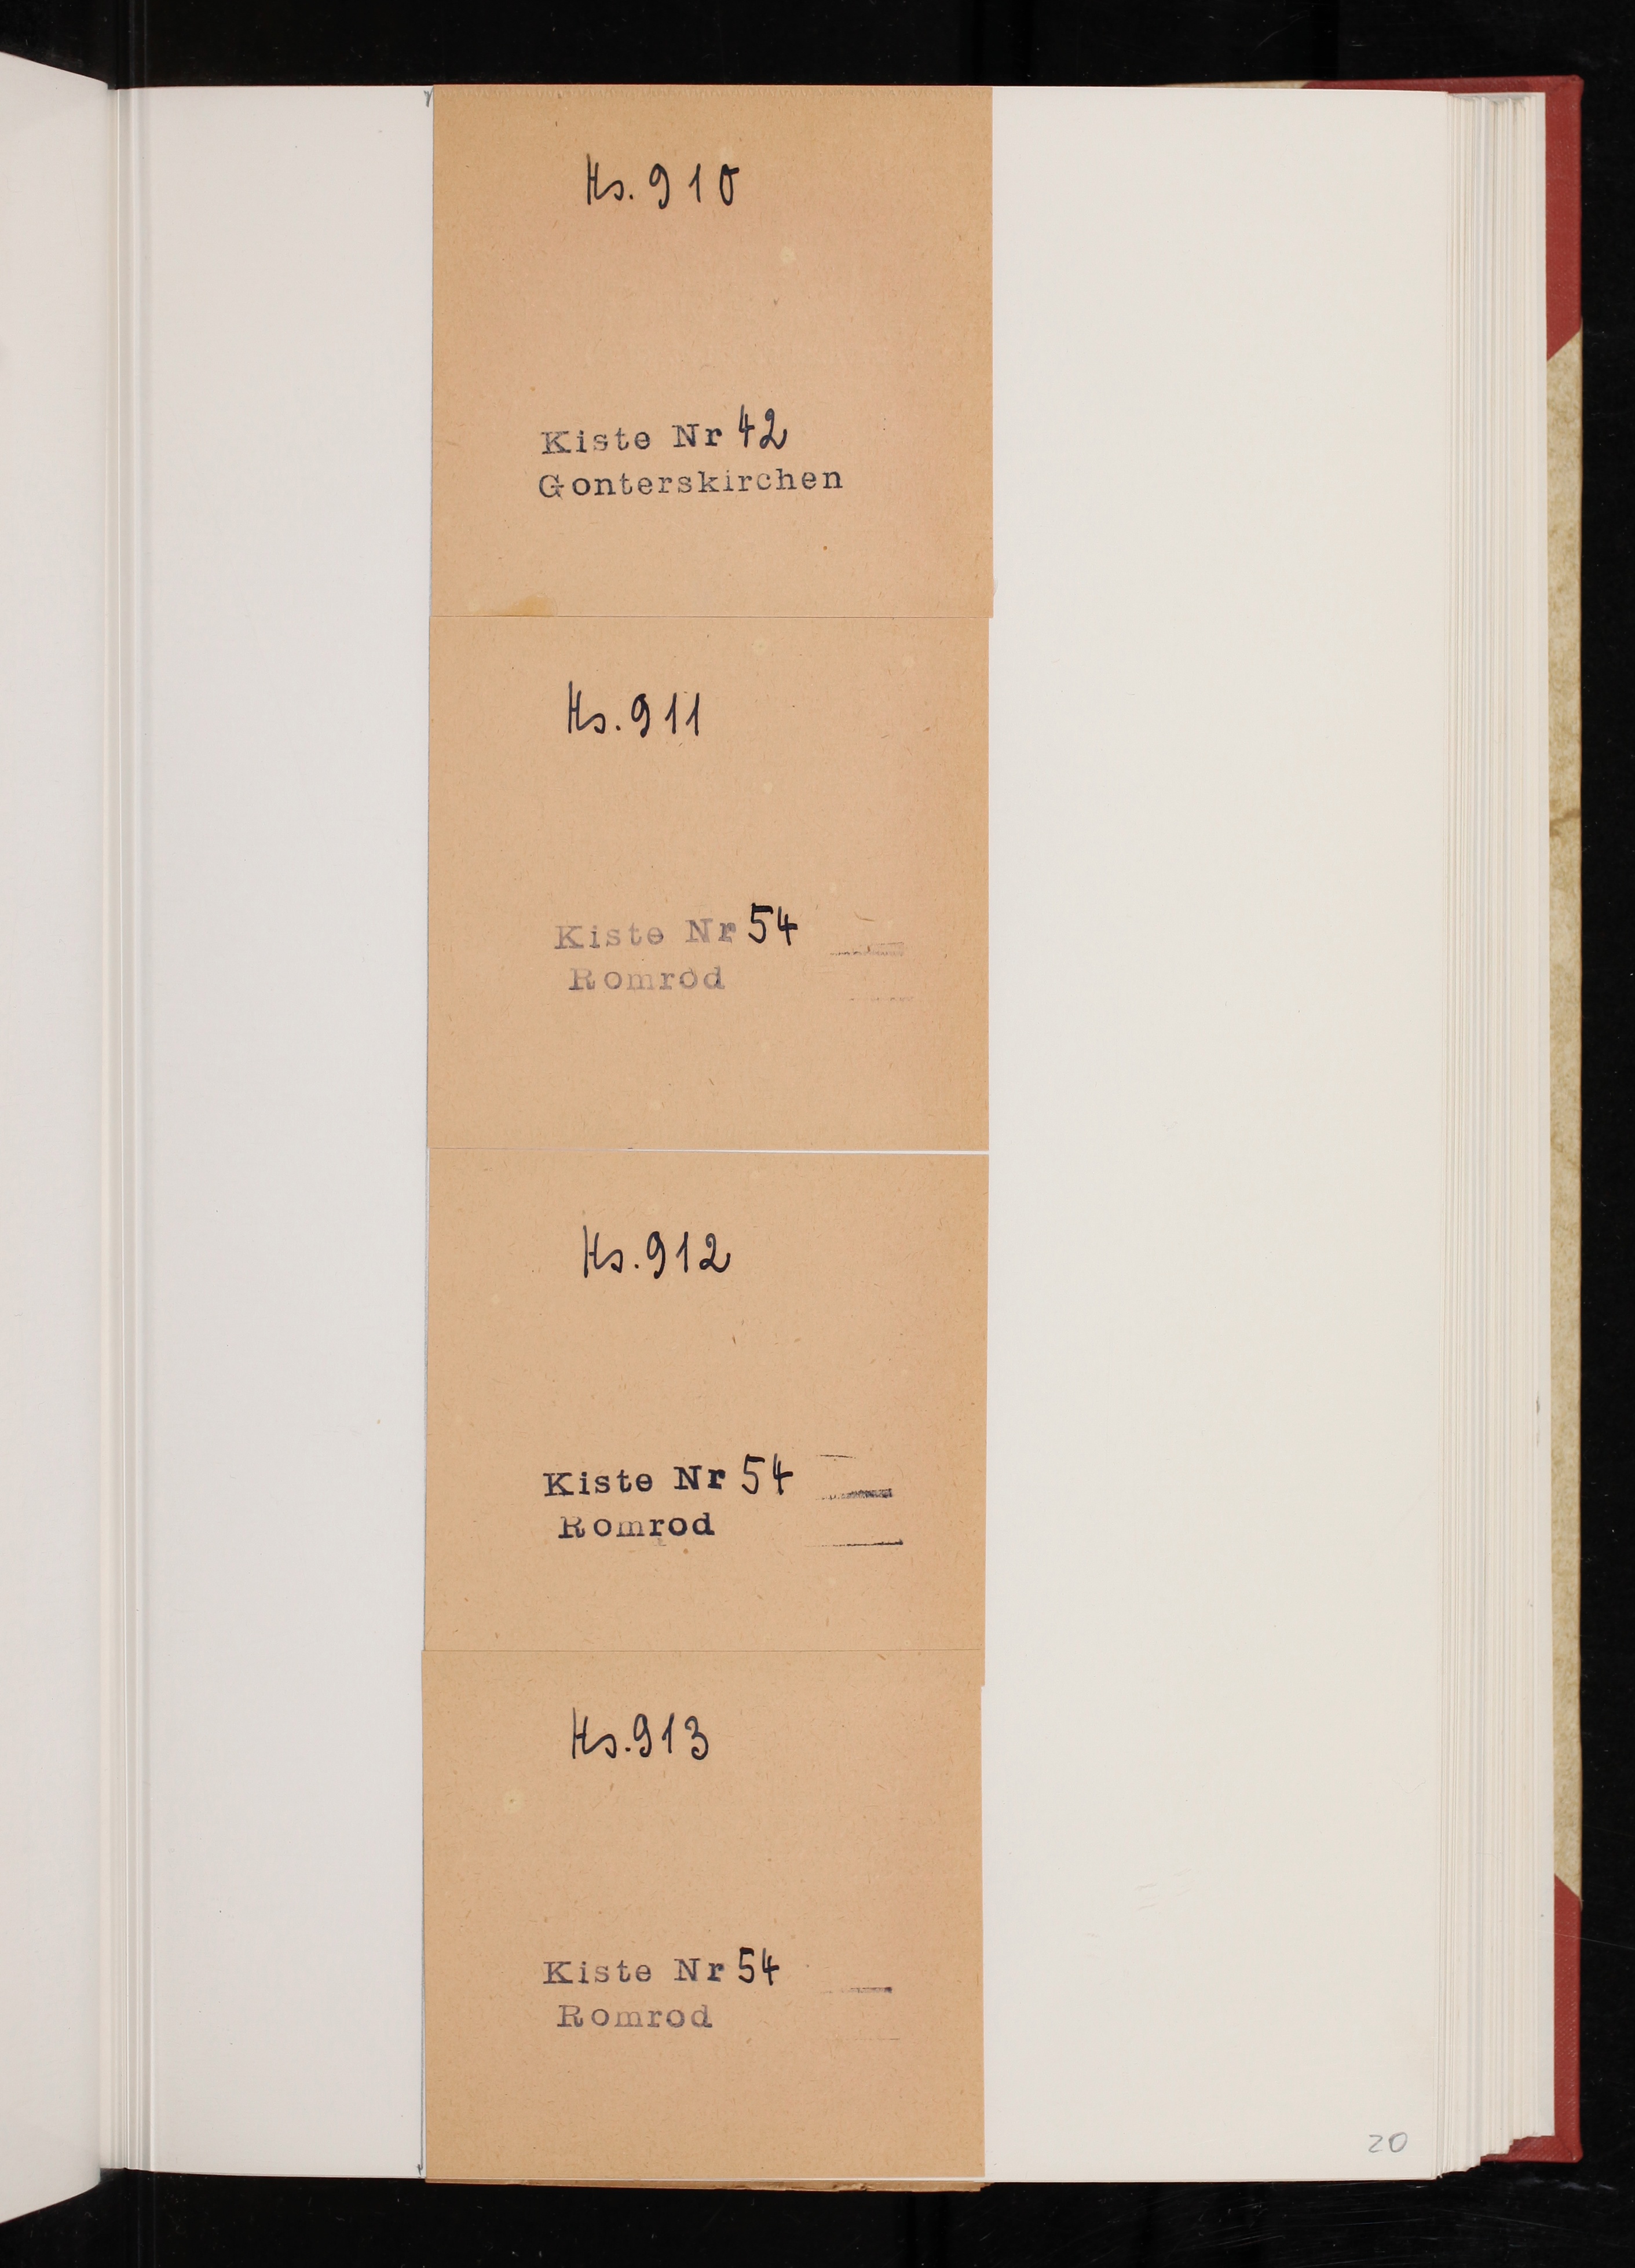 Hs. 910
Kiste Nr 42
Gonterskirchen
Hs. 911
Kiste Nr 54
Romrod
Hs. 912
Kiste Nr 54
Romrod
Hs. 913
Kiste Nr 54
Romrod
20